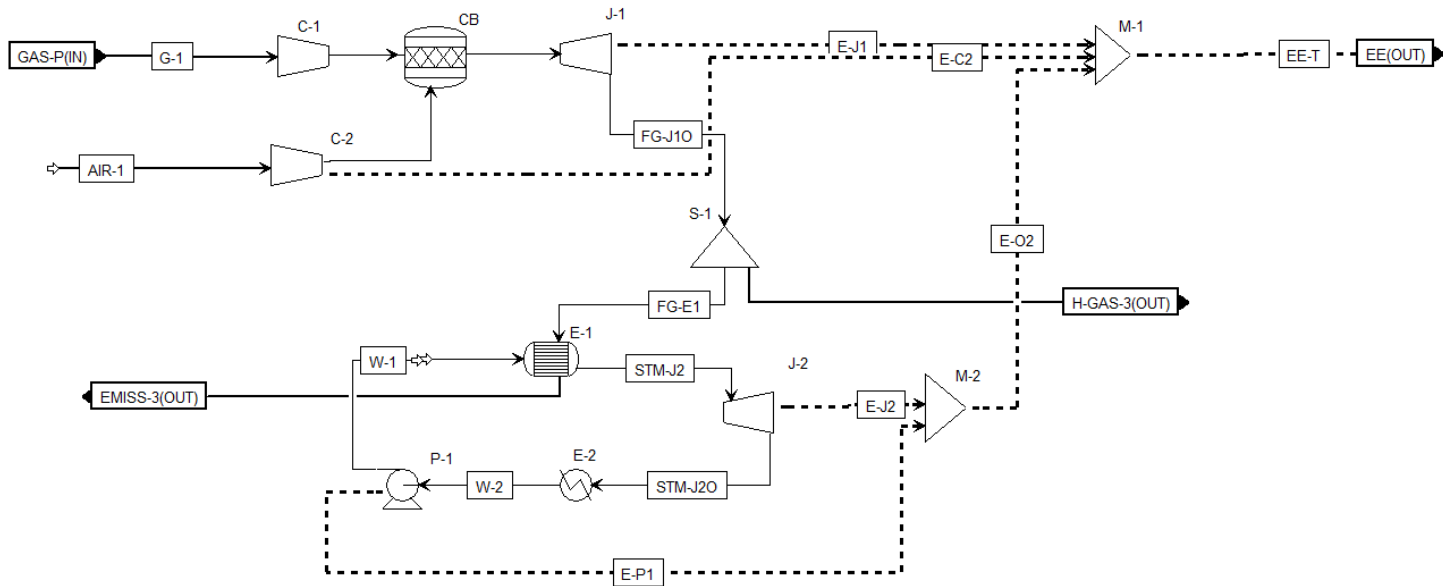 C-1
CB
J-1
M-1
GAS-P(IN)
G-1
E-J1
E-C2
EE-T
EE(OUT)
C-2
FG-J1O
AIR-1
S-1
E-O2
FG-E1
H-GAS-3(OUT)
E-1
W-1
STM-J2
J-2
M-2
EMISS-3(OUT)
E-J2
P-1
E-2
W-2
STM-J2O
E-P1